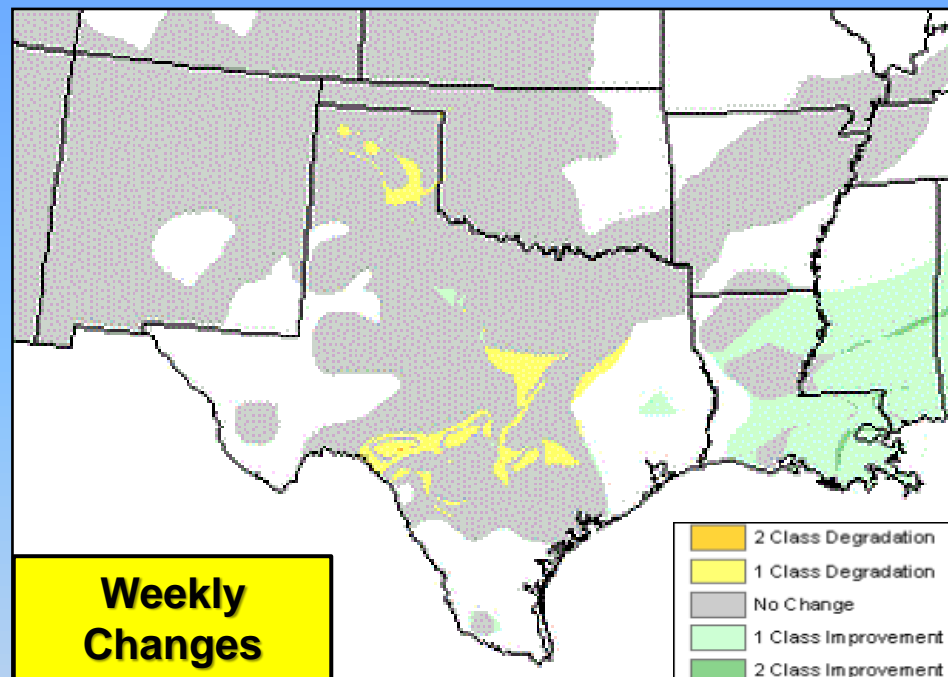 2 Class Degradation
1 Class Degradation
No Change
1 Class Improvement
2 Class Improvement
Weekly
Changes